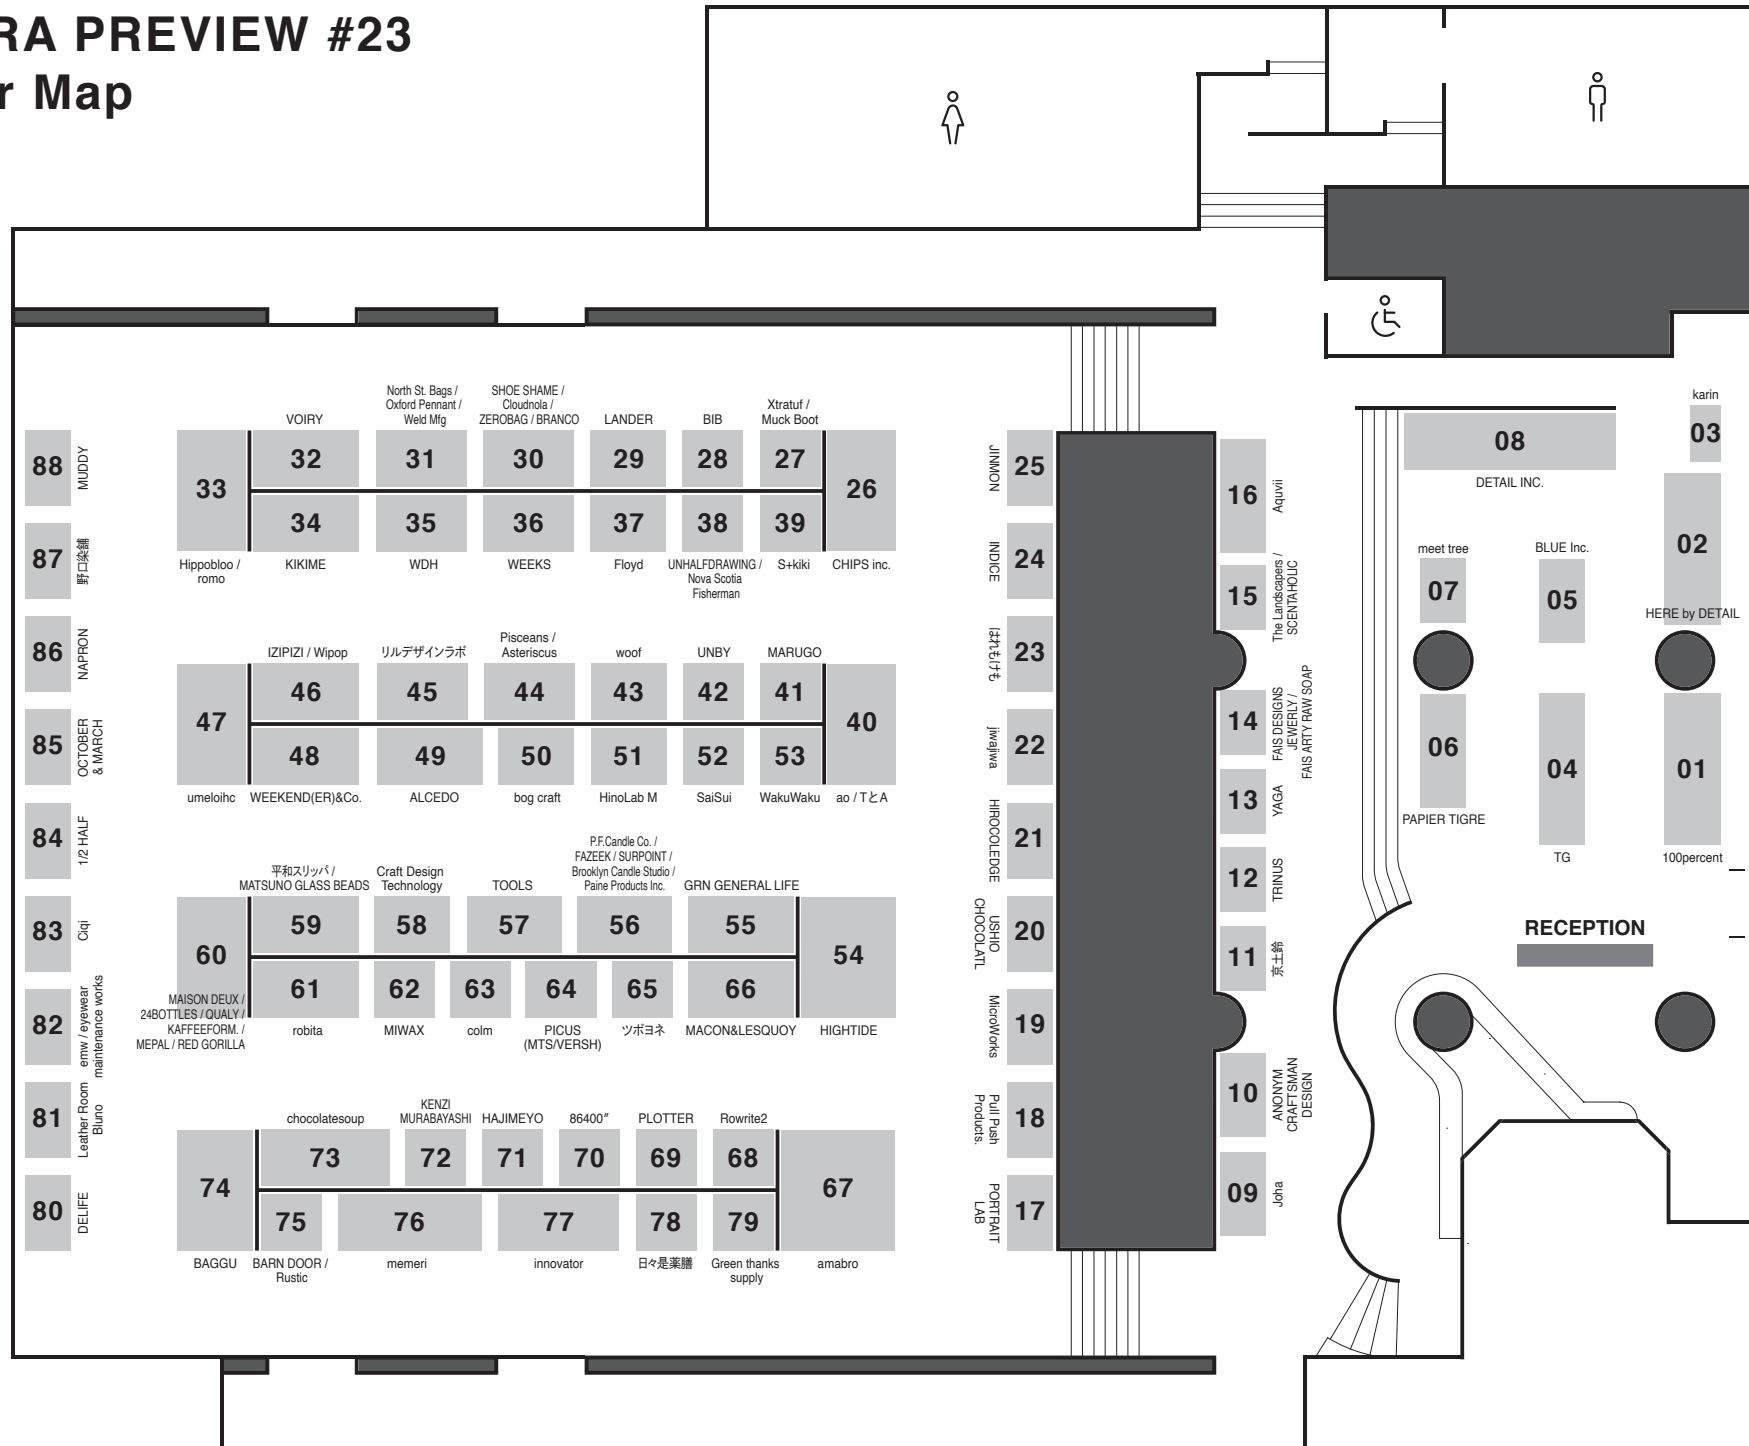 RA PREVIEW #23
r Map
karin
03
08
DETAIL INC.
02
HERE by DETAIL
meet tree
07
BLUE Inc.
05
06
PAPIER TIGRE
04
TG
01
100percent
RECEPTION
88
MUDDY
87
野口染舗
86
NAPRON
85
OCTOBER
& MARCH
84
1/2 HALF
83
Ciqi
82
emw / eyewear
maintenance works
81
Leather Room
Bluno
80
DELIFE
VOIRY
North St. Bags /
Oxford Pennant /
Weld Mfg
SHOE SHAME /
Cloudnola /
ZEROBAG / BRANCO
LANDER
BIB
Xtratuf /
Muck Boot
33
32
31
30
29
28
27
26
34
35
36
37
38
39
Hippobloo /
romo
KIKIME
WDH
WEEKS
Floyd
UNHALFDRAWING /
Nova Scotia
Fisherman
S+kiki
CHIPS inc.
IZIPIZI / Wipop
リルデザインラボ
Pisceans /
Asteriscus
woof
UNBY
MARUGO
47
46
45
44
43
42
41
40
48
49
50
51
52
53
umeloihc
WEEKEND(ER)&Co.
ALCEDO
bog craft
HinoLab M
SaiSui
WakuWaku
ao / TとA
平和スリッパ /
MATSUNO GLASS BEADS
Craft Design
Technology
TOOLS
P.F.Candle Co. /
FAZEEK / SURPOINT /
Brooklyn Candle Studio /
Paine Products Inc.
GRN GENERAL LIFE
60
59
58
57
56
55
54
61
62
63
64
65
66
MAISON DEUX /
24BOTTLES / QUALY /
KAFFEEFORM. /
MEPAL / RED GORILLA
robita
MIWAX
colm
PICUS
(MTS/VERSH)
ツボヨネ
MACON&LESQUOY
HIGHTIDE
chocolatesoup
KENZI
MURABAYASHI
HAJIMEYO
86400″
PLOTTER
Rowrite2
74
73
72
71
70
69
68
67
75
76
77
78
79
BAGGU
BARN DOOR /
Rustic
memeri
innovator
日々是薬膳
Green thanks
supply
amabro
JINMON
25
INDICE
24
はれもけも
23
jiwajiwa
22
HIROCOLEDGE
21
USHIO
CHOCOLATL
20
MicroWorks
19
Pull Push
Products.
18
PORTRAIT
LAB
17
16
Aquvii
15
The Landscapers /
SCENTAHOLIC
14
FAIS DESIGNS
JEWERLY /
FAIS ARTY RAW SOAP
13
YAGA
12
TRINUS
11
京土鈴
10
ANONYM
CRAFTSMAN
DESIGN
09
Joha